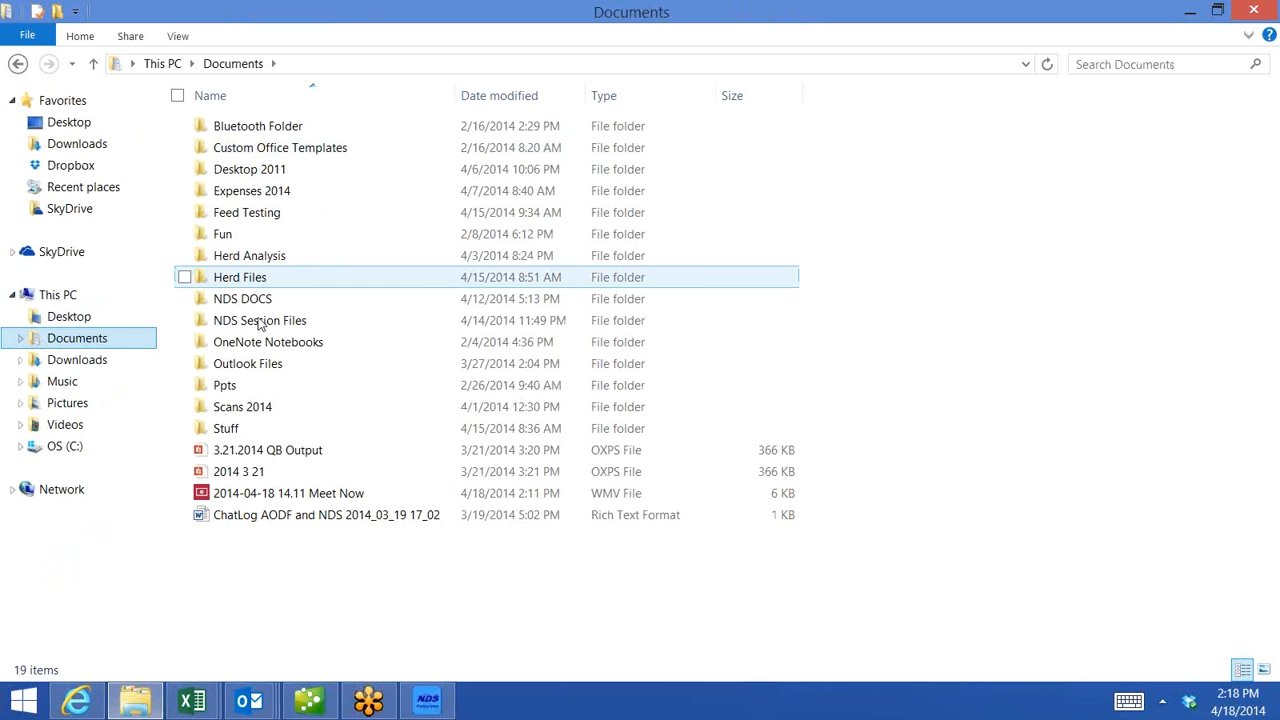 Documents
File Home Share View
This PC Documents
Search Documents
Name Date modified Type Size
Favorites
Desktop
Downloads
Dropbox
Recent places
SkyDrive
SkyDrive
This PC
Desktop
Documents
Downloads
Music
Pictures
Videos
OS (C:)
Network
Bluetooth Folder 2/16/2014 2:29 PM File folder
Custom Office Templates 2/16/2014 8:20 AM File folder
Desktop 2011 4/6/2014 10:06 PM File folder
Expenses 2014 4/7/2014 8:40 AM File folder
Feed Testing 4/15/2014 9:34 AM File folder
Fun 2/8/2014 6:12 PM File folder
Herd Analysis 4/3/2014 8:24 PM File folder
Herd Files 4/15/2014 8:51 AM File folder
NDS DOCS 4/12/2014 5:13 PM File folder
NDS Session Files 4/14/2014 11:49 PM File folder
OneNote Notebooks 2/4/2014 4:36 PM File folder
Outlook Files 3/27/2014 2:04 PM File folder
Ppts 2/26/2014 9:40 AM File folder
Scans 2014 4/1/2014 12:30 PM File folder
Stuff 4/15/2014 8:36 AM File folder
3.21.2014 QB Output 3/21/2014 3:20 PM OXPS File 366 KB
2014 3 21 3/21/2014 3:21 PM OXPS File 366 KB
2014-04-18 14.11 Meet Now 4/18/2014 2:11 PM WMV File 6 KB
ChatLog AODF and NDS 2014_03_19 17_02 3/19/2014 5:02 PM Rich Text Format 1 KB
19 items
NDS
2:18 PM
4/18/2014